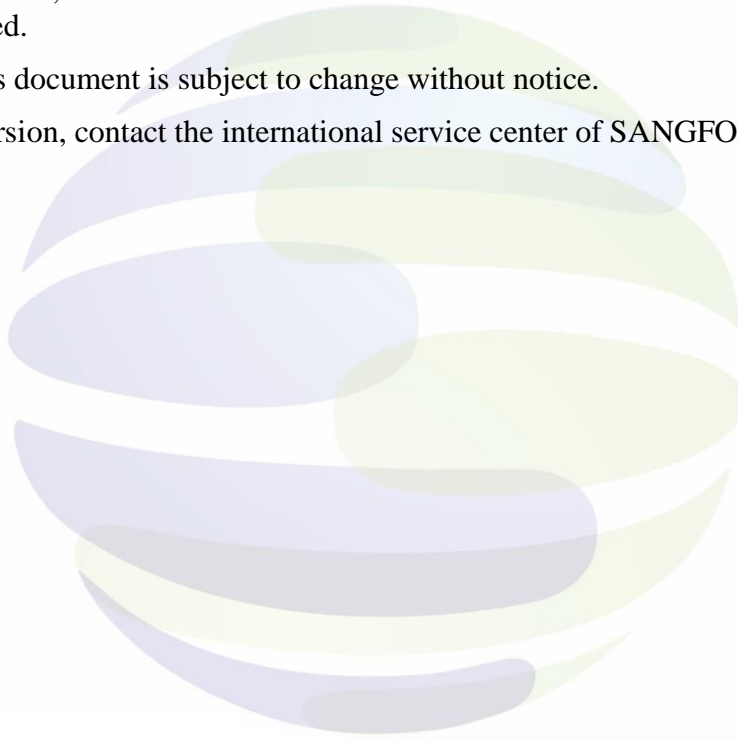 ed.
s document is subject to change without notice.
rsion, contact the international service center of SANGFO